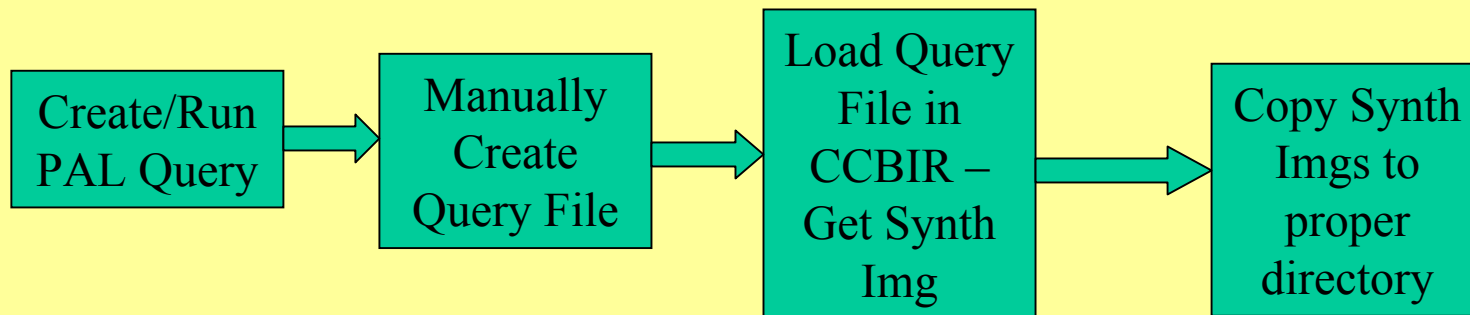 Create/Run
PAL Query
Manually
Create
Query File
Load Query
File in
CCBIR –
Get Synth
Img
Copy Synth
Imgs to
proper
directory